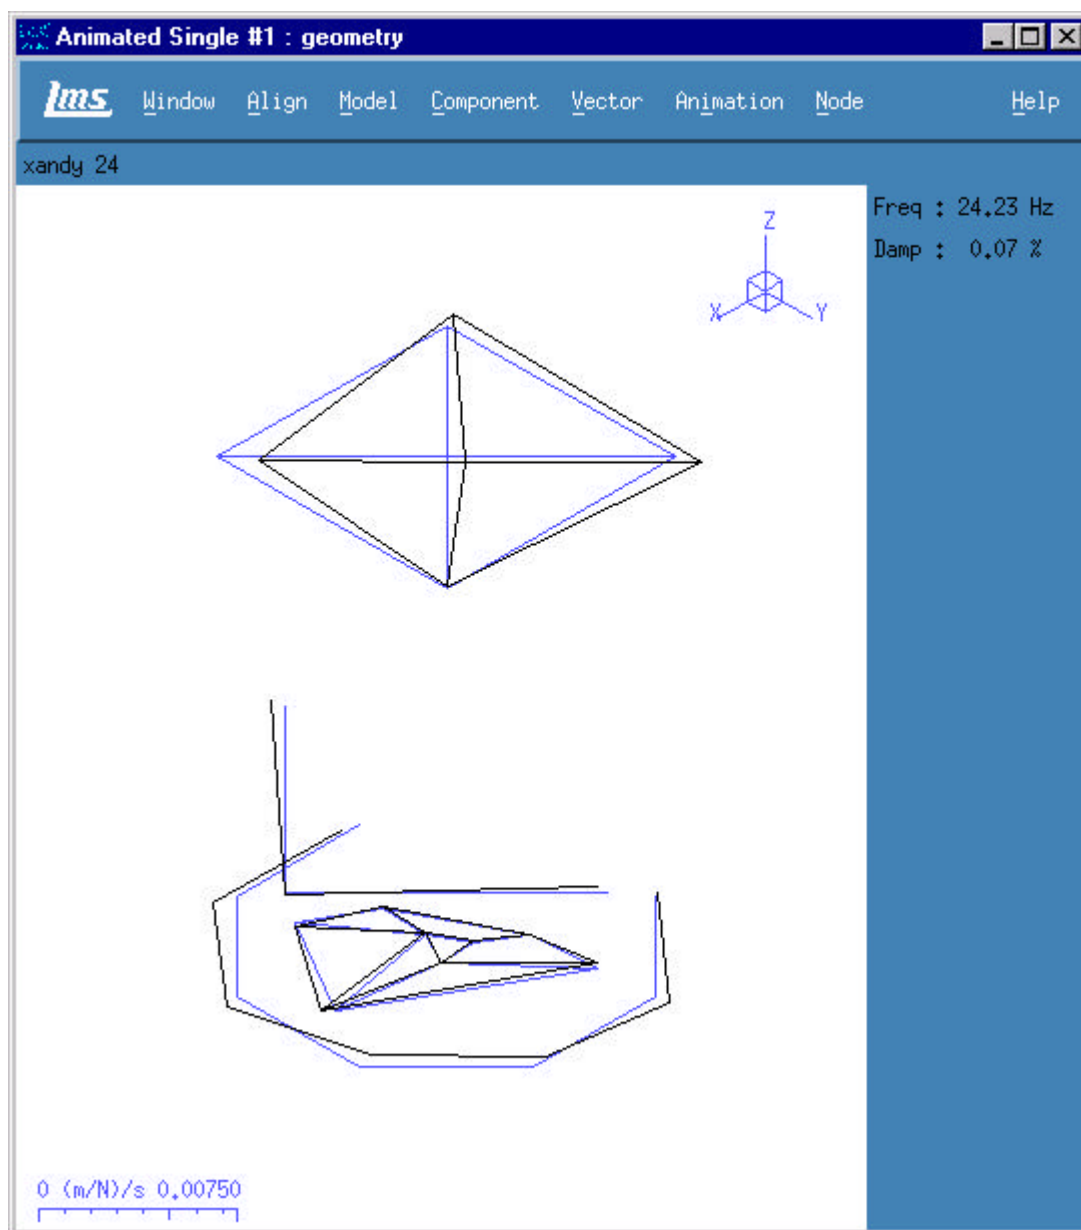 Animated Single #1 : geometry
lms Window Align Model Component Vector Animation Node Help
xandy 24
Freq : 24.23 Hz
Damp : 0.07 %
Z
X
Y
0 (m/N)/s 0.00750